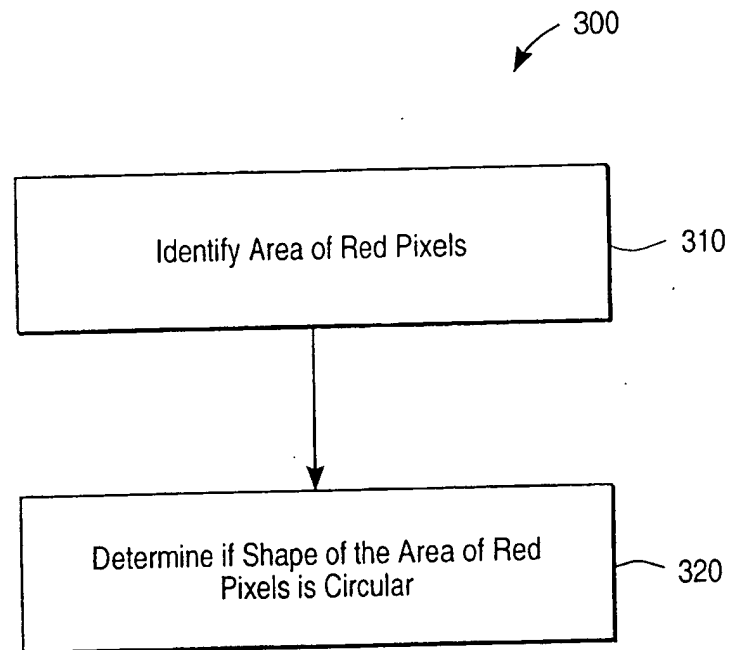 300
Identify Area of Red Pixels
310
Determine if Shape of the Area of Red
Pixels is Circular
320